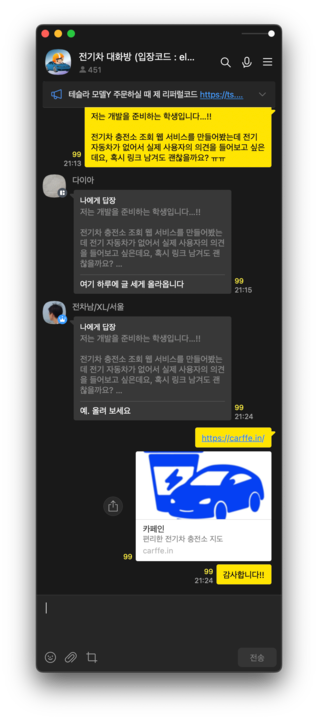 전기차 대화방 (입장코드 : el...
451
테슬라 모델Y 주문하실 때 제 리퍼럴코드 https://ts....
저는 개발을 준비하는 학생입니다...!!
전기차 충전소 조회 웹 서비스를 만들어봤는데 전기
자동차가 없어서 실제 사용자의 의견을 들어보고 싶은
데요, 혹시 링크 남겨도 괜찮을까요? ㅠㅠ
99
21:13
다이아
나에게 답장
저는 개발을 준비하는 학생입니다...!!
전기차 충전소 조회 웹 서비스를 만들어봤는
데 전기 자동차가 없어서 실제 사용자의 의견
을 들어보고 싶은데요, 혹시 링크 남겨도 괜
찮을까요? ...
여기 하루에 글 세게 올라옵니다
99
21:15
전차남/XL/서울
나에게 답장
저는 개발을 준비하는 학생입니다...!!
전기차 충전소 조회 웹 서비스를 만들어봤는
데 전기 자동차가 없어서 실제 사용자의 의견
을 들어보고 싶은데요, 혹시 링크 남겨도 괜
찮을까요? ...
예. 올려 보세요
99
21:24
https://carffe.in/
카페인
편리한 전기차 충전소 지도
carffe.in
99
99
21:24
감사합니다!!
전송